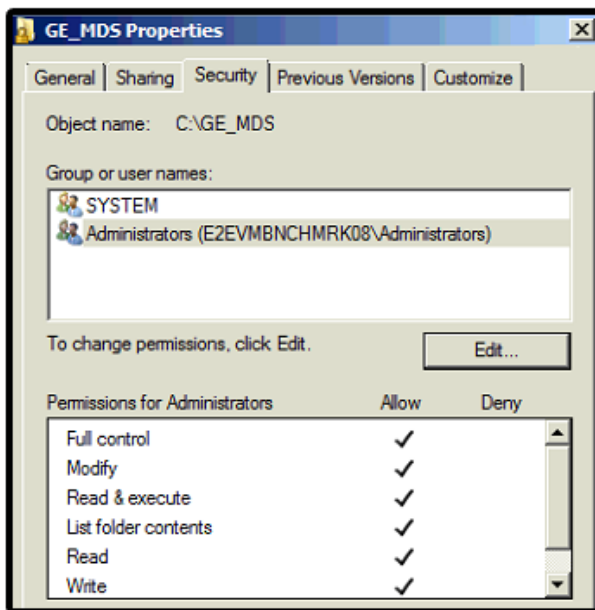 GE_MDS Properties
General Sharing Security Previous Versions Customize
Object name: C:\GE_MDS
Group or user names:
SYSTEM
Administrators (E2EVMBNCHMRK08\Administrators)
To change permissions, click Edit.
Edit...
Permissions for Administrators Allow Deny
Full control
Modify
Read & execute
List folder contents
Read
Write